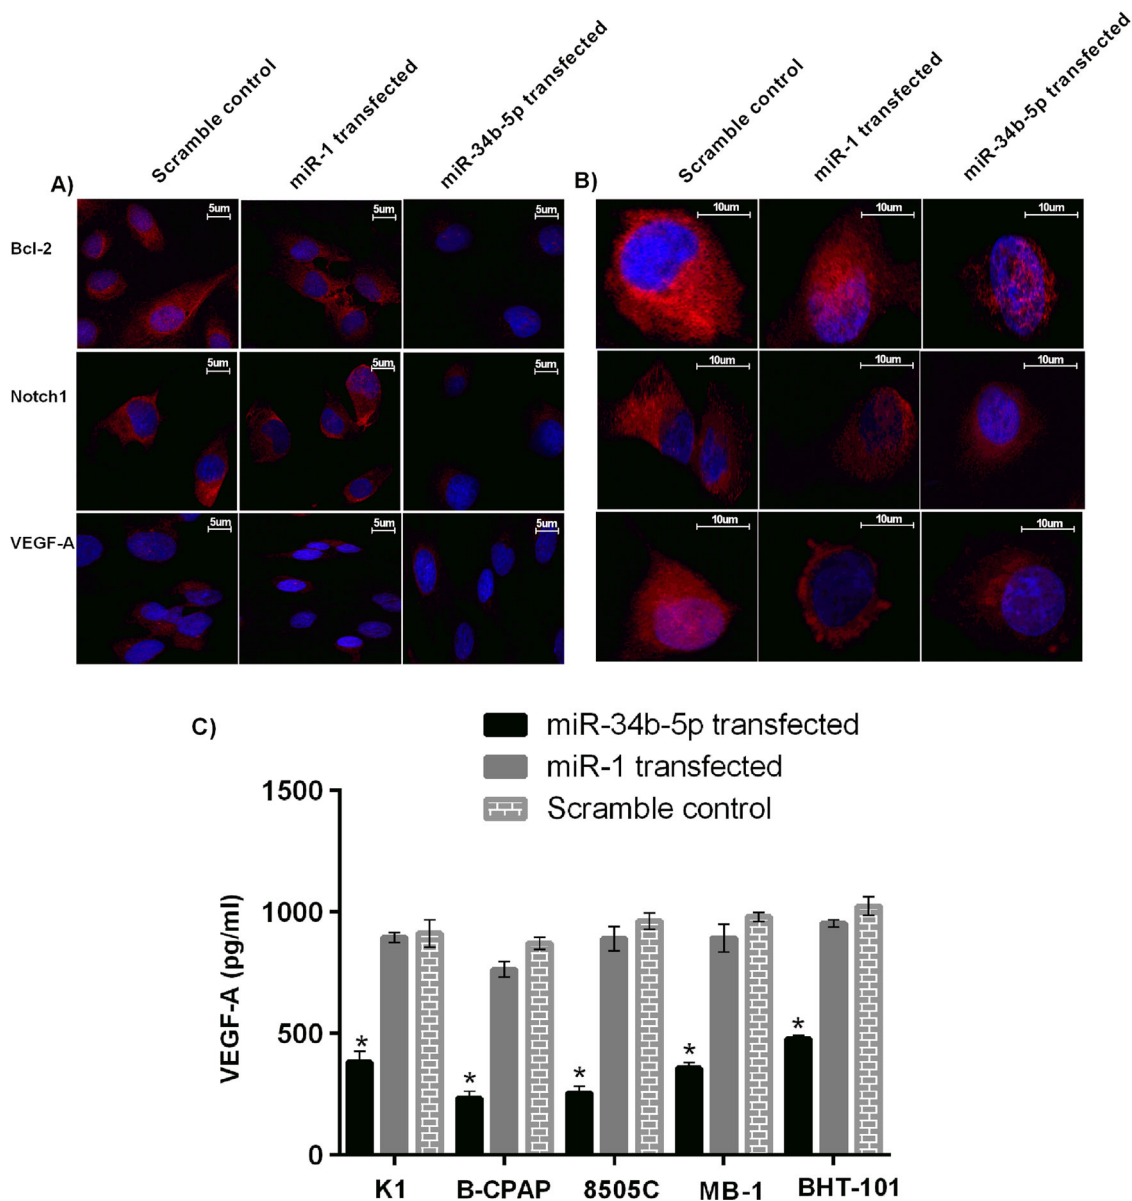 Scramble control
miR-1 transfected
miR-34b-5p transfected
Scramble control
miR-1 transfected
miR-34b-5p transfected
A)
B)
Bcl-2
5um
5um
5um
10um
10um
10um
Notch1
5um
5um
5um
10um
10um
10um
VEGF-A
5um
5um
5um
10um
10um
10um
C)
miR-34b-5p transfected
miR-1 transfected
Scramble control
VEGF-A (pg/ml)
1500
1000
500
0
*
*
*
*
*
K1
B-CPAP
8505C
MB-1
BHT-101